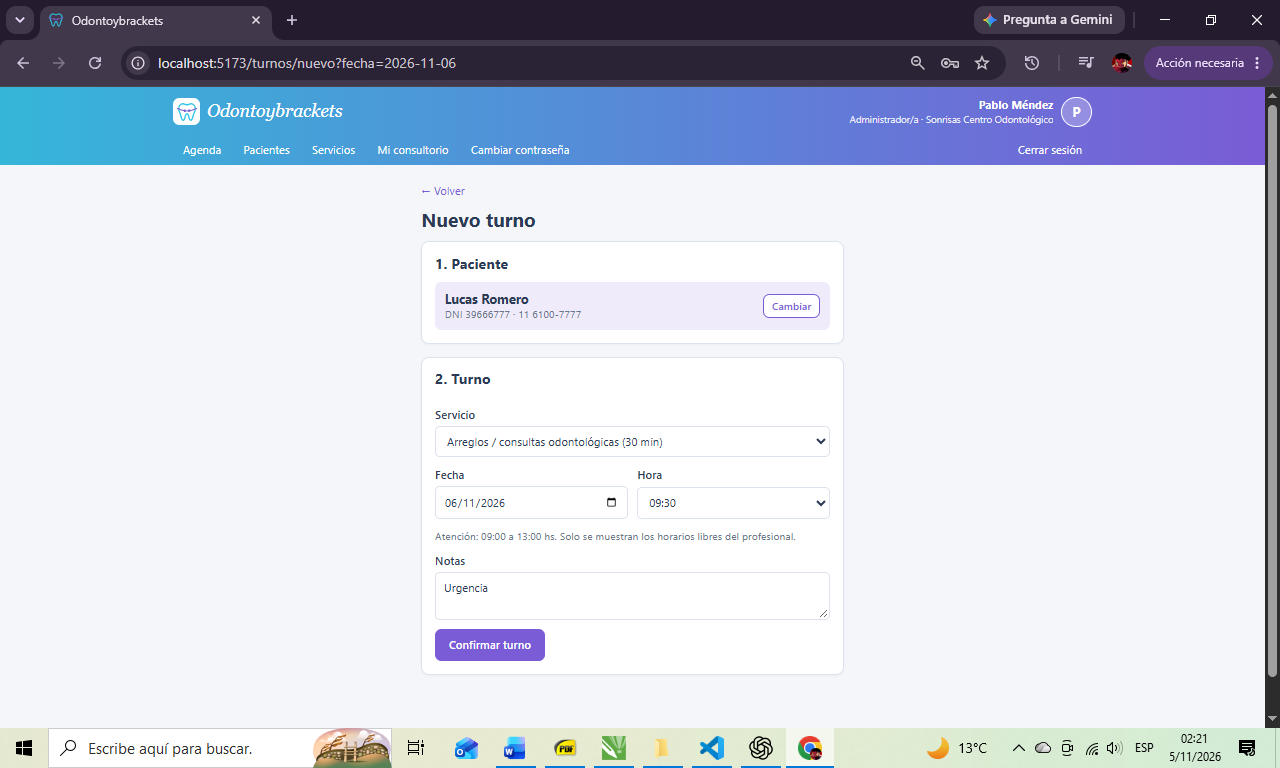 Odontoybrackets
Pregunta a Gemini
localhost:5173/turnos/nuevo?fecha=2026-11-06
Acción necesaria
Odontoybrackets
Pablo Méndez
Administrador/a · Sonrisas Centro Odontológico
P
Agenda
Pacientes
Servicios
Mi consultorio
Cambiar contraseña
Cerrar sesión
← Volver
Nuevo turno
1. Paciente
Lucas Romero
DNI 39666777 · 11 6100-7777
Cambiar
2. Turno
Servicio
Arreglos / consultas odontológicas (30 min)
Fecha
Hora
06/11/2026
09:30
Atención: 09:00 a 13:00 hs. Solo se muestran los horarios libres del profesional.
Notas
Urgencia
Confirmar turno
Escribe aquí para buscar.
PDF
13°C
ESP
02:21
5/11/2026